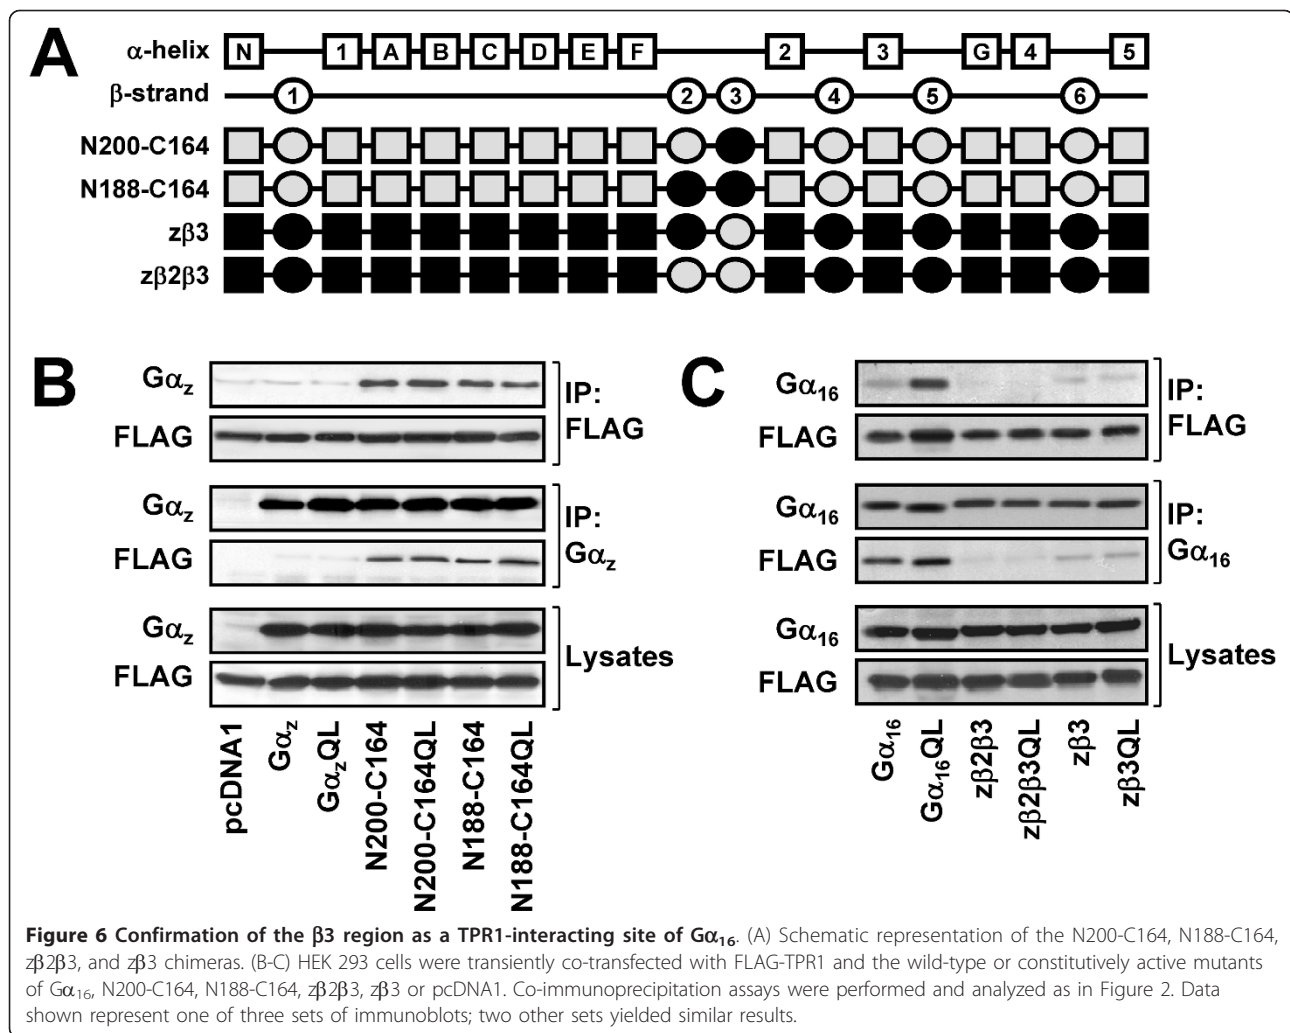 A
α-helix N 1 A B C D E F 2 3 G 4 5
β-strand 1 2 3 4 5 6
N200-C164
N188-C164
zβ3
zβ2β3
B
Gαz
FLAG
IP:
FLAG
Gαz
FLAG
IP:
Gαz
Gαz
FLAG
Lysates
pcDNA1
Gαz
GαzQL
N200-C164
N200-C164QL
N188-C164
N188-C164QL
C
Gα16
FLAG
IP:
FLAG
Gα16
FLAG
IP:
Gα16
Gα16
FLAG
Lysates
Gα16
Gα16QL
zβ2β3
zβ2β3QL
zβ3
zβ3QL
Figure 6 Confirmation of the β3 region as a TPR1-interacting site of Gα16. (A) Schematic representation of the N200-C164, N188-C164,
zβ2β3, and zβ3 chimeras. (B-C) HEK 293 cells were transiently co-transfected with FLAG-TPR1 and the wild-type or constitutively active mutants
of Gα16, N200-C164, N188-C164, zβ2β3, zβ3 or pcDNA1. Co-immunoprecipitation assays were performed and analyzed as in Figure 2. Data
shown represent one of three sets of immunoblots; two other sets yielded similar results.